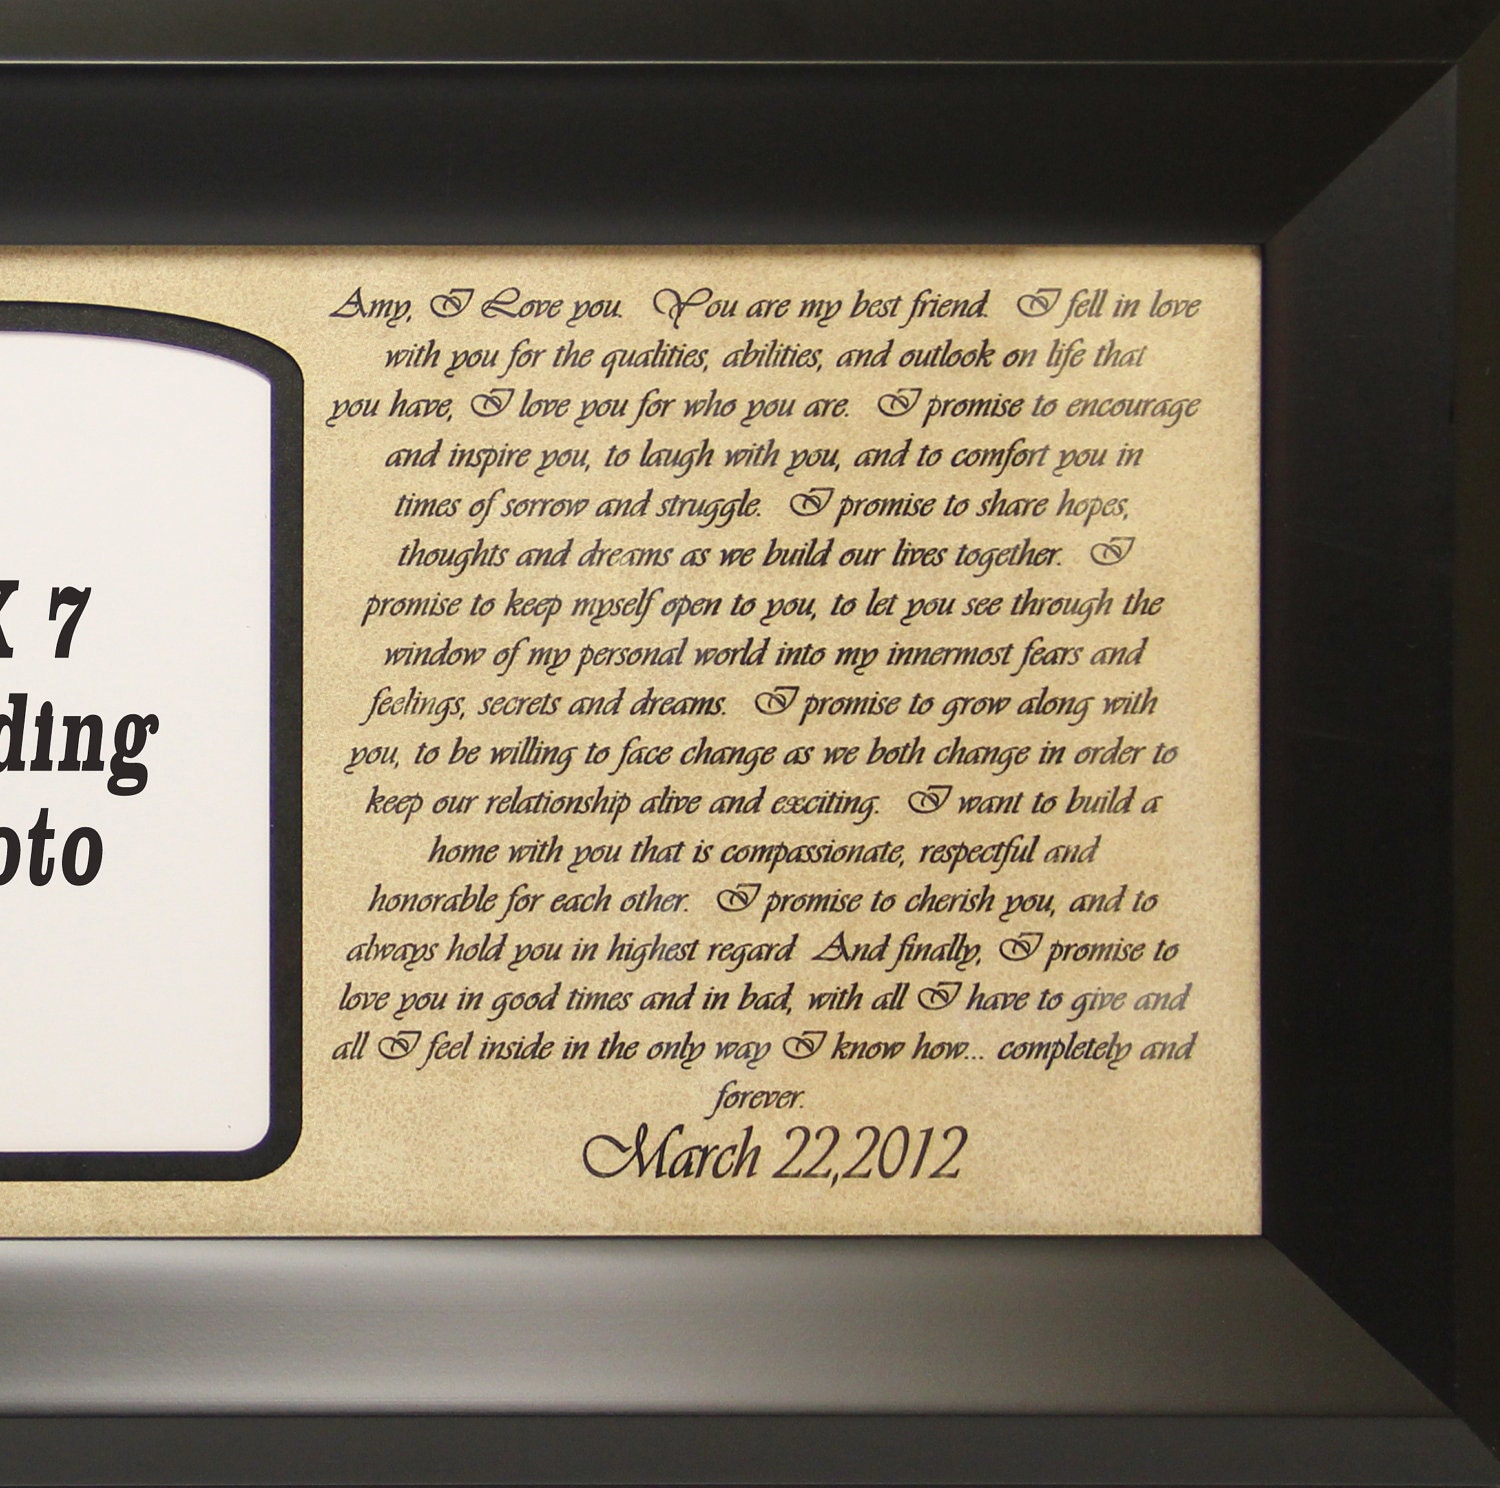 X 7
ding
oto
Amy, I Love you. You are my best friend. I fell in love
with you for the qualities, abilities, and outlook on life that
you have, I love you for who you are. I promise to encourage
and inspire you, to laugh with you, and to comfort you in
times of sorrow and struggle. I promise to share hopes,
thoughts and dreams as we build our lives together. I
promise to keep myself open to you, to let you see through the
window of my personal world into my innermost fears and
feelings, secrets and dreams. I promise to grow along with
you, to be willing to face change as we both change in order to
keep our relationship alive and exciting. I want to build a
home with you that is compassionate, respectful and
honorable for each other. I promise to cherish you, and to
always hold you in highest regard And finally, I promise to
love you in good times and in bad, with all I have to give and
all I feel inside in the only way I know how... completely and
forever.
March 22,2012